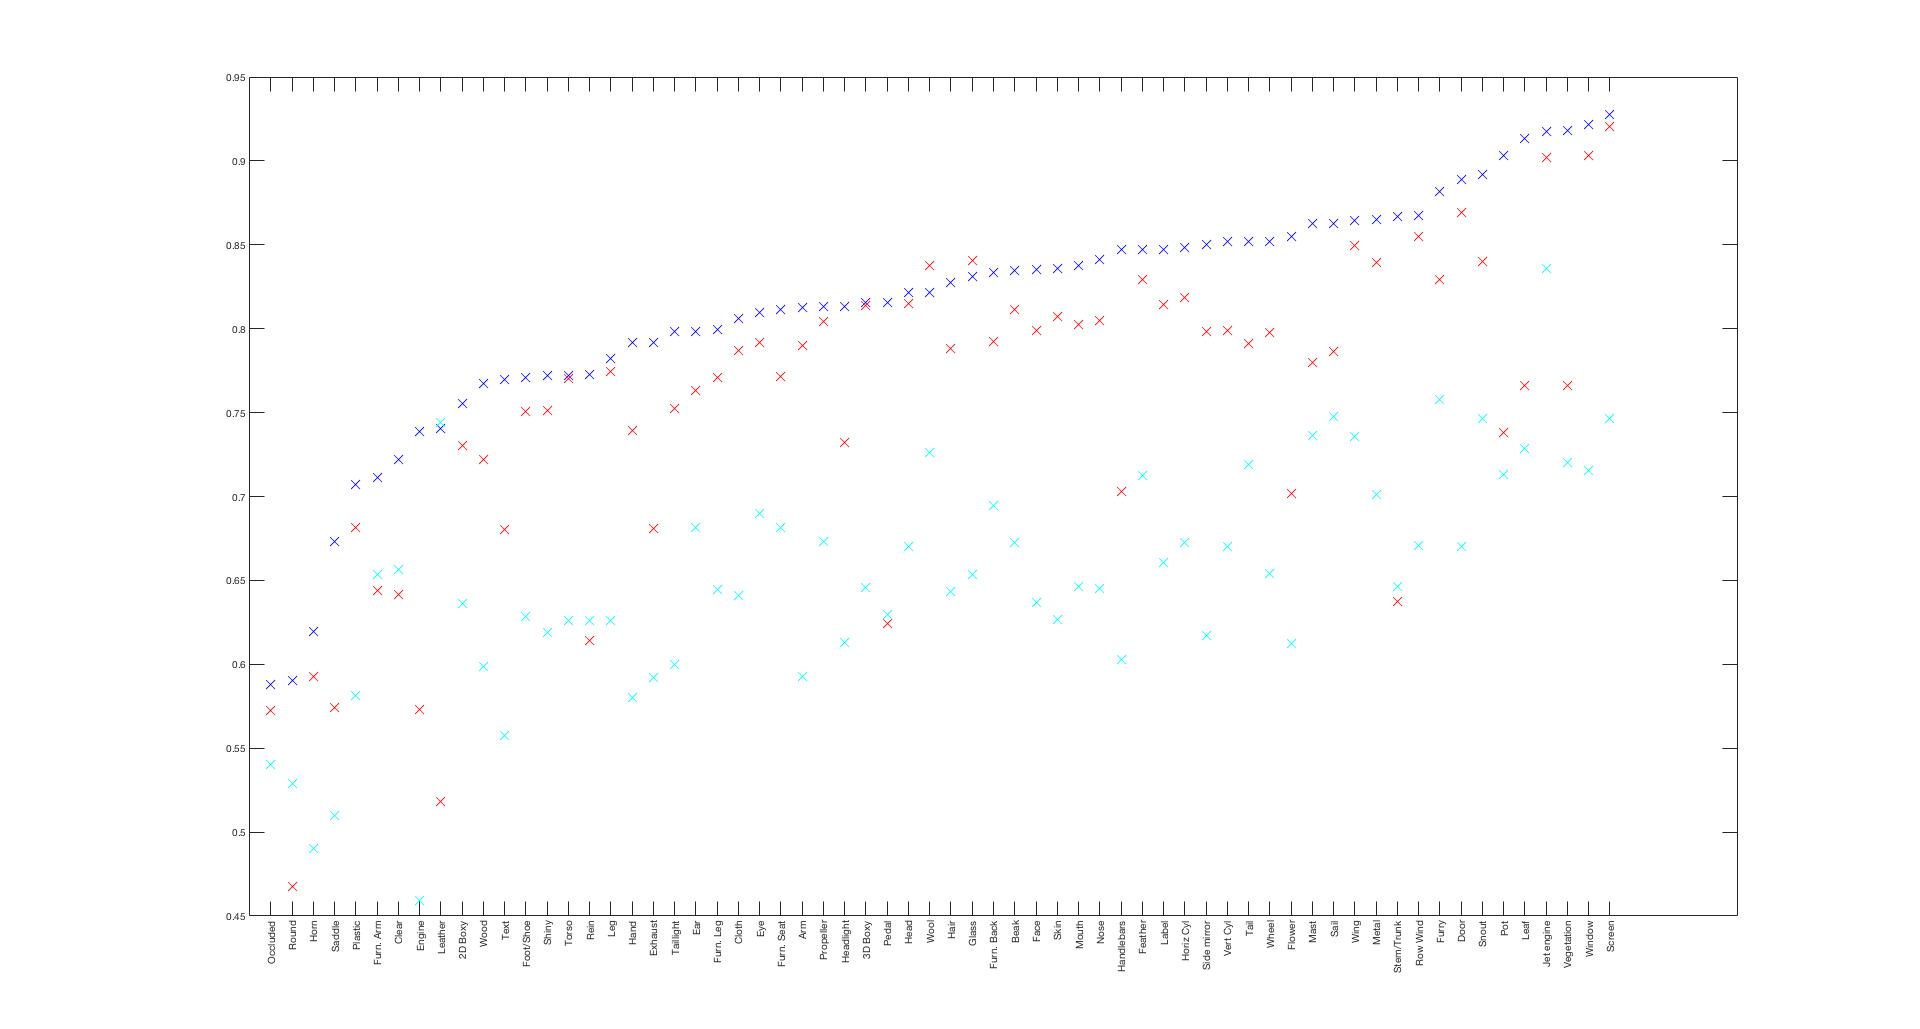 0.95
0.9
0.85
0.8
0.75
0.7
0.65
0.6
0.55
0.5
0.45
Occluded
Round
Horn
Saddle
Plastic
Furn. Arm
Clear
Engine
Leather
2D Boxy
Wood
Text
Foot/Shoe
Shiny
Torso
Rein
Leg
Hand
Exhaust
Taillight
Ear
Furn. Leg
Cloth
Eye
Furn. Seat
Arm
Propeller
Headlight
3D Boxy
Pedal
Head
Wool
Hair
Glass
Furn. Back
Beak
Face
Skin
Mouth
Nose
Handlebars
Feather
Label
Horiz Cyl
Side mirror
Vert Cyl
Tail
Wheel
Flower
Mast
Sail
Wing
Metal
Stem/Trunk
Row Wind
Furry
Door
Snout
Pot
Leaf
Jet engine
Vegetation
Window
Screen